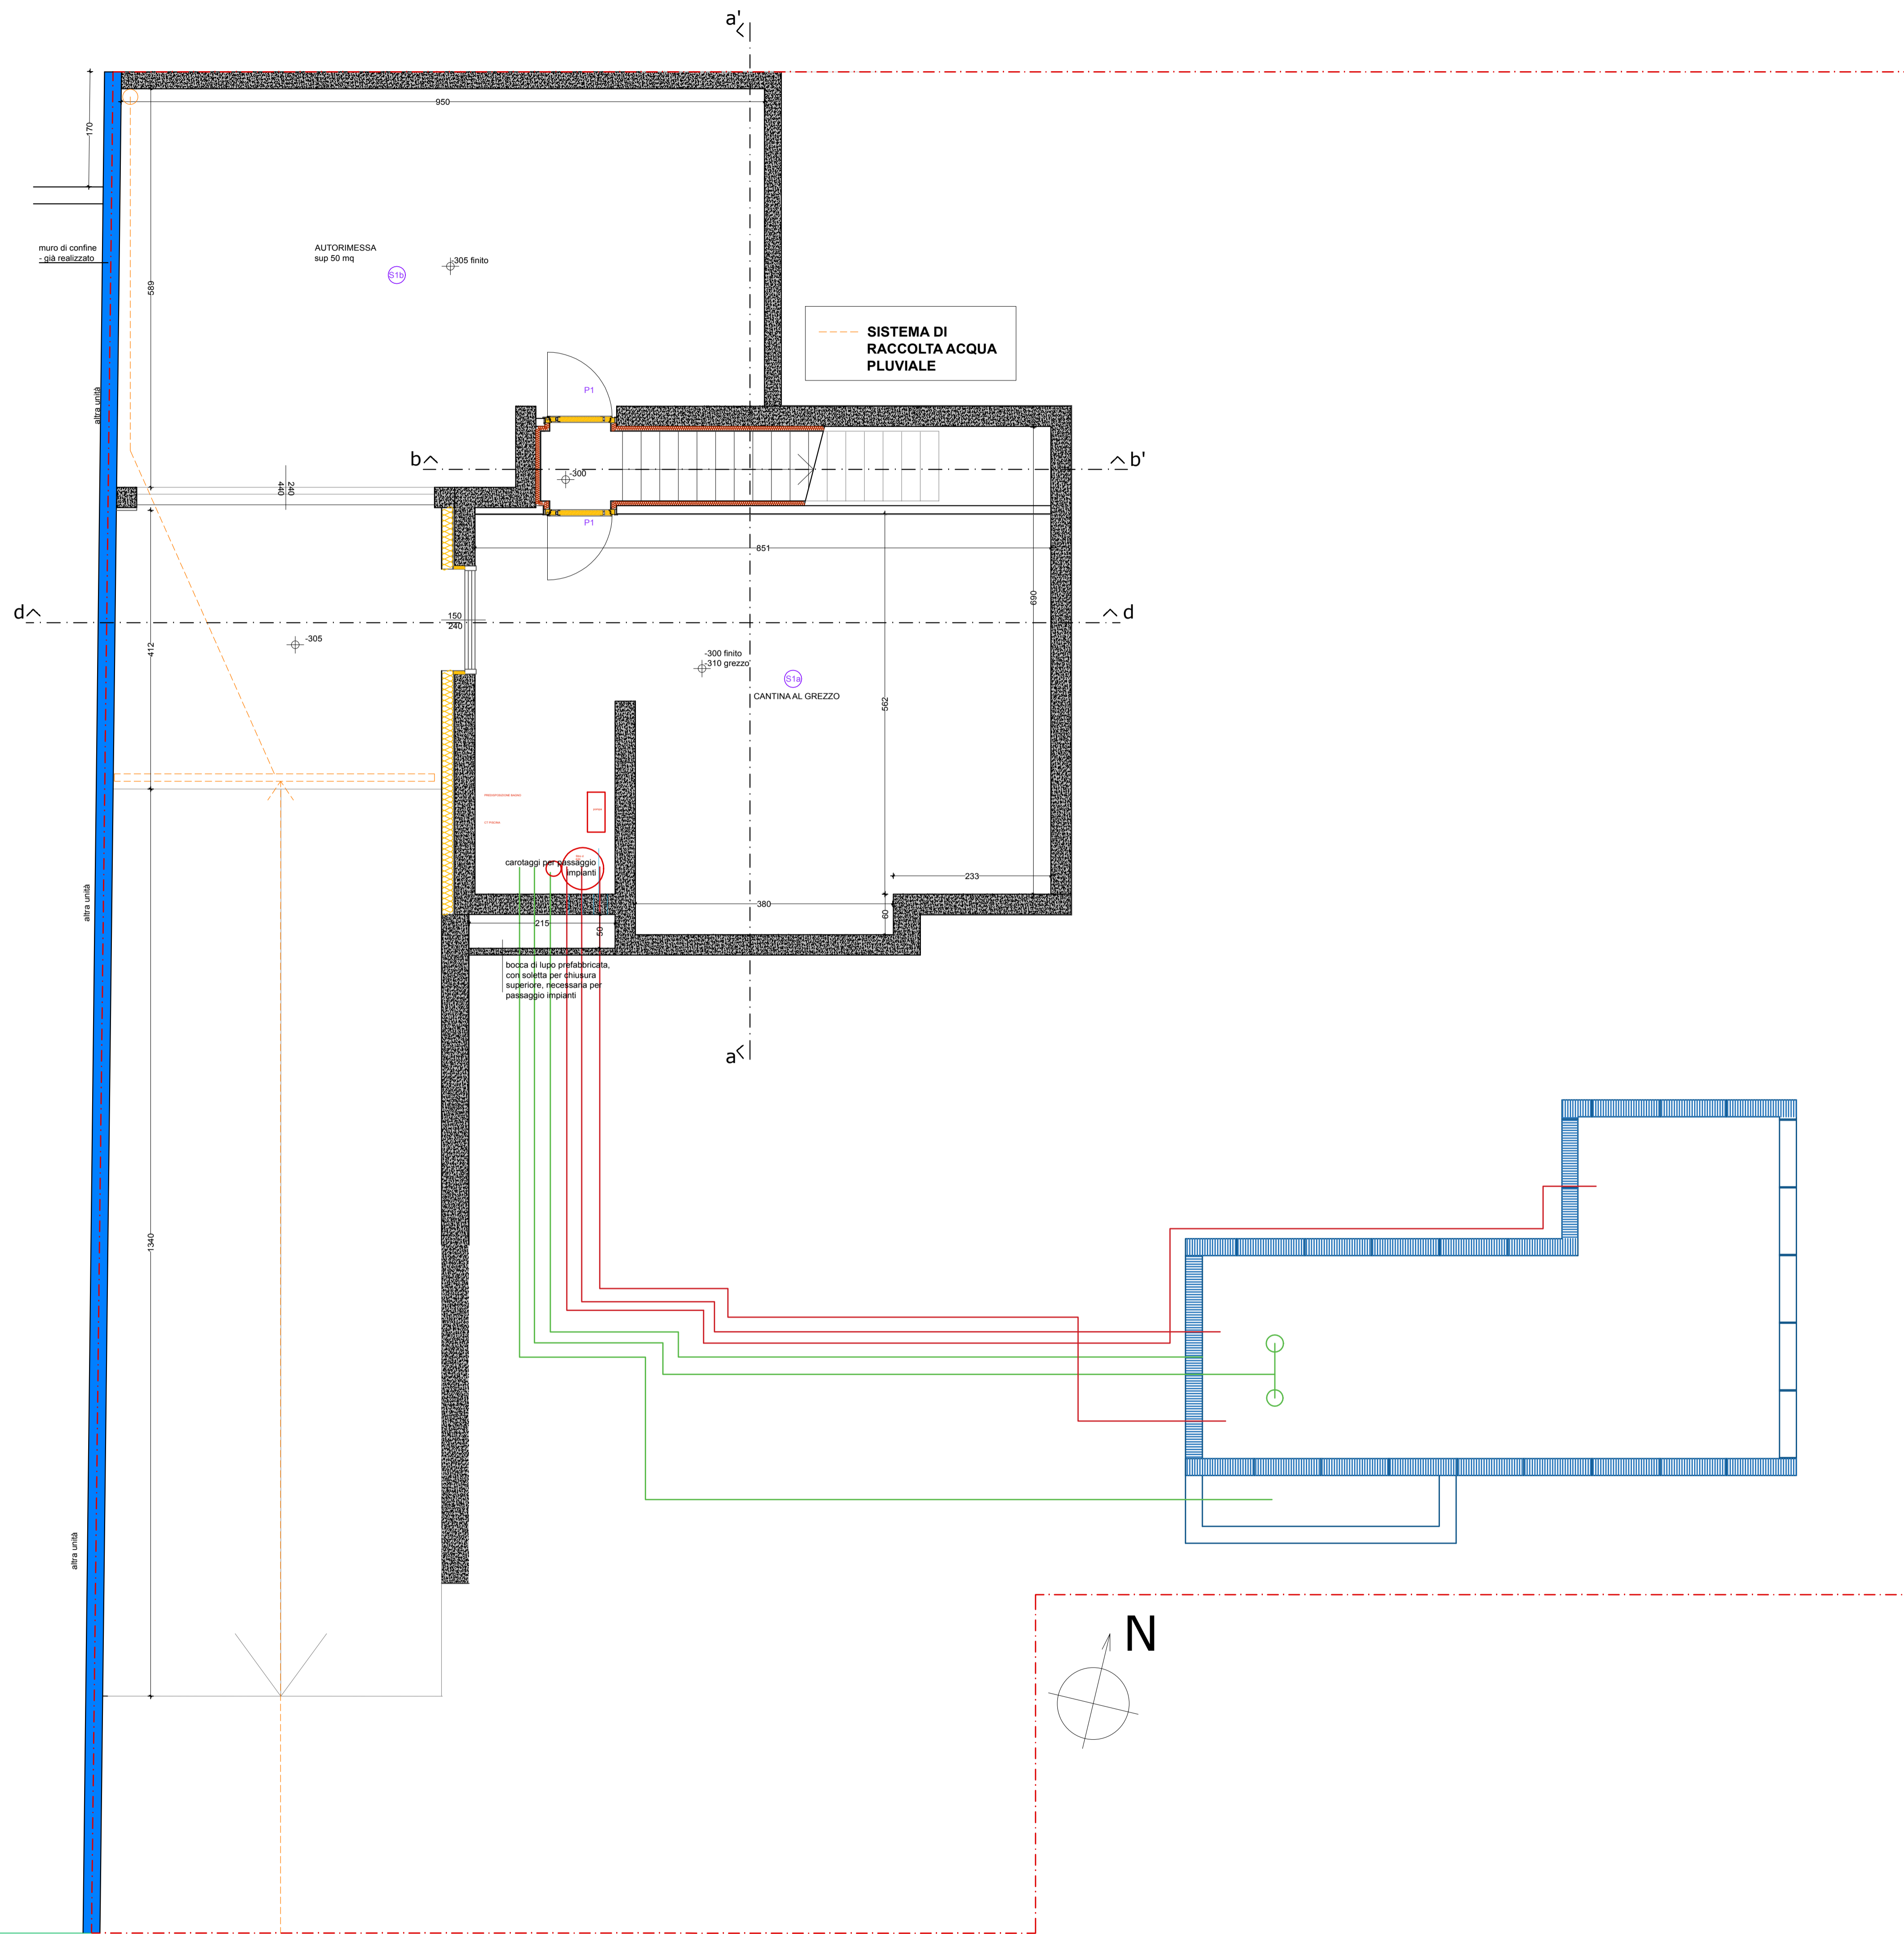 a'
950
170
muro di confine
- già realizzato
AUTORIMESSA
sup 50 mq
S1b
-305 finito
589
SISTEMA DI
RACCOLTA ACQUA
PLUVIALE
altra unità
P1
b
b'
-300
240
440
P1
851
690
d
d
150
240
-305
412
-300 finito
-310 grezzo
S1a
CANTINA AL GREZZO
562
carotaggi per passaggio
impianti
233
380
60
215
50
altra unità
bocca di lupo prefabbricata,
con soletta per chiusura
superiore, necessaria per
passaggio impianti
a
1340
altra unità
N